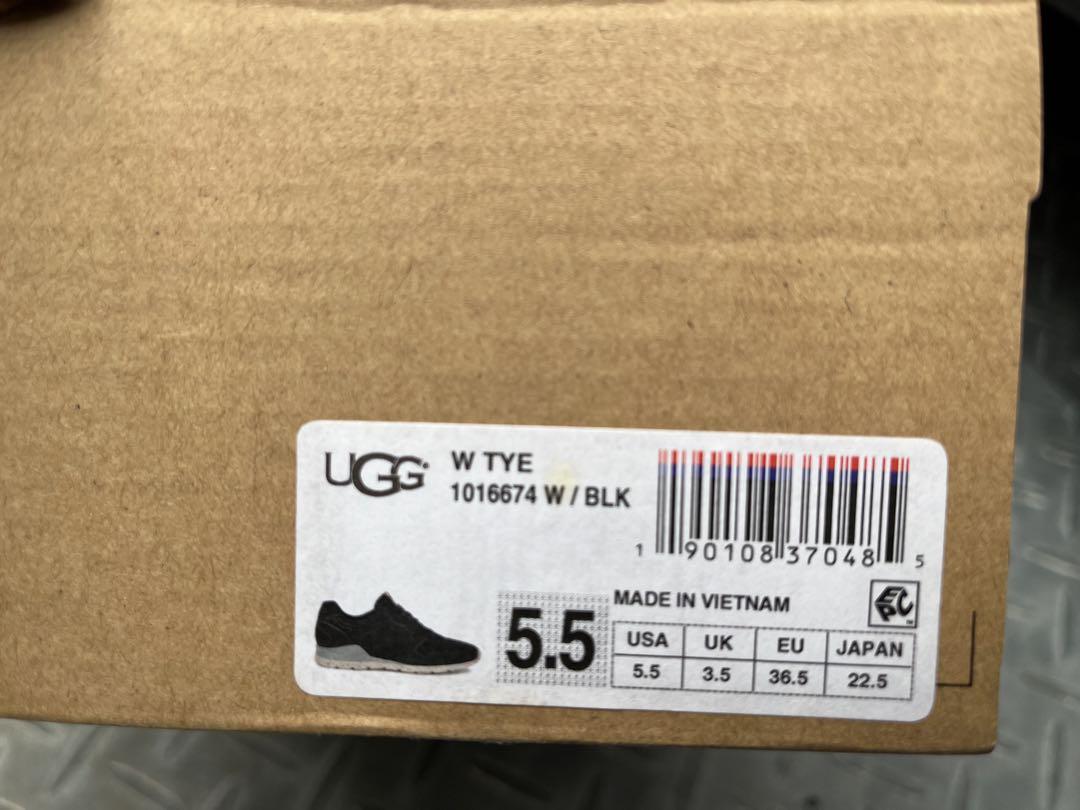 UGG®
W TYE
1016674 W / BLK
1 90108 37048 5
MADE IN VIETNAM
EPC™
5.5
USA UK EU JAPAN
5.5 3.5 36.5 22.5